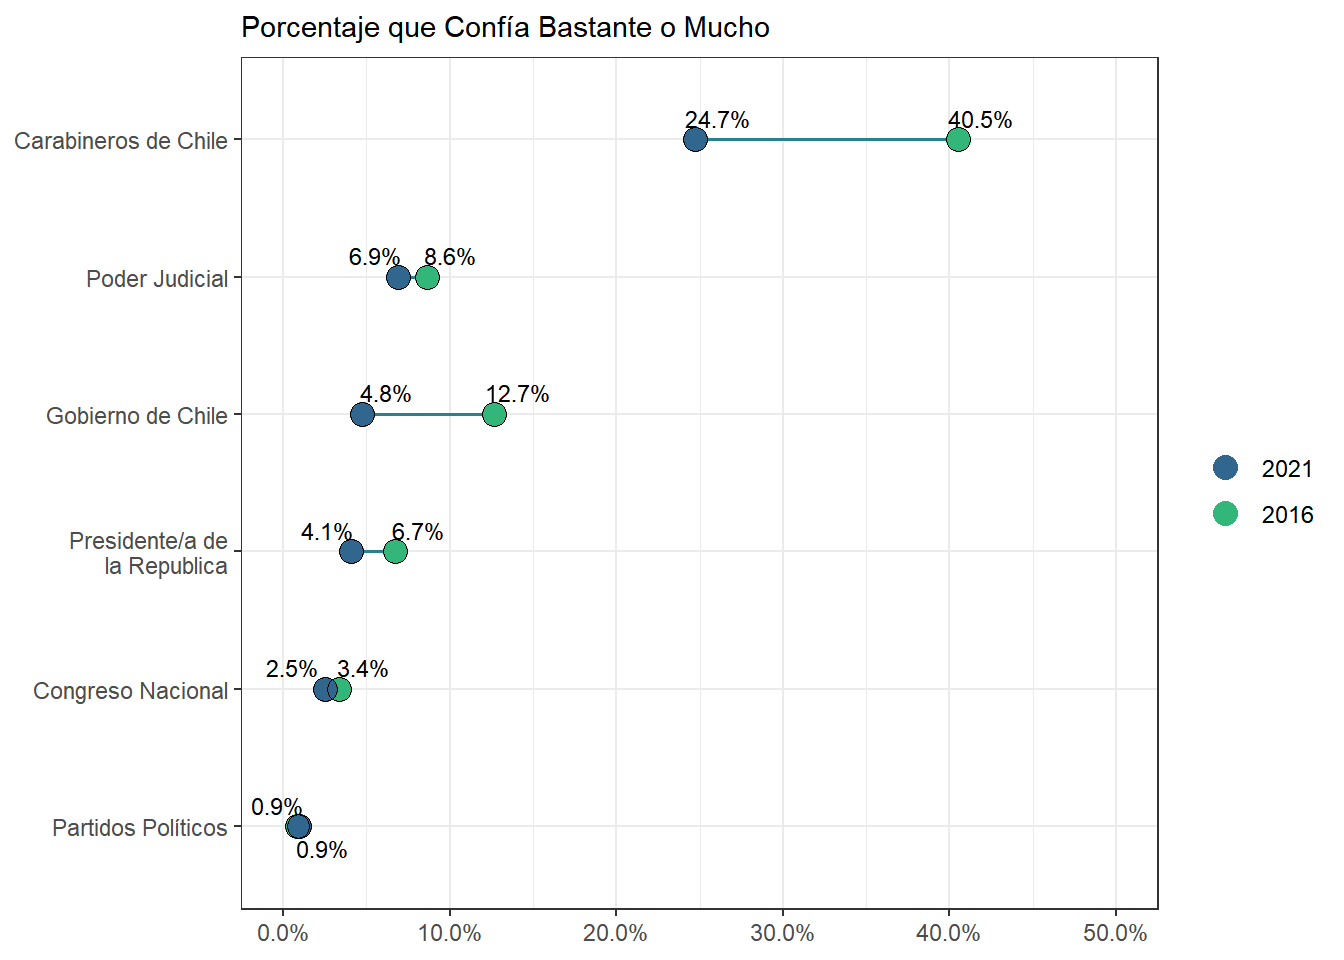 Porcentaje que Confía Bastante o Mucho
Carabineros de Chile
24.7%
40.5%
Poder Judicial
6.9%
8.6%
Gobierno de Chile
4.8%
12.7%
Presidente/a de
la Republica
4.1%
6.7%
Congreso Nacional
2.5%
3.4%
Partidos Políticos
0.9%
0.9%
0.0%
10.0%
20.0%
30.0%
40.0%
50.0%
2021
2016